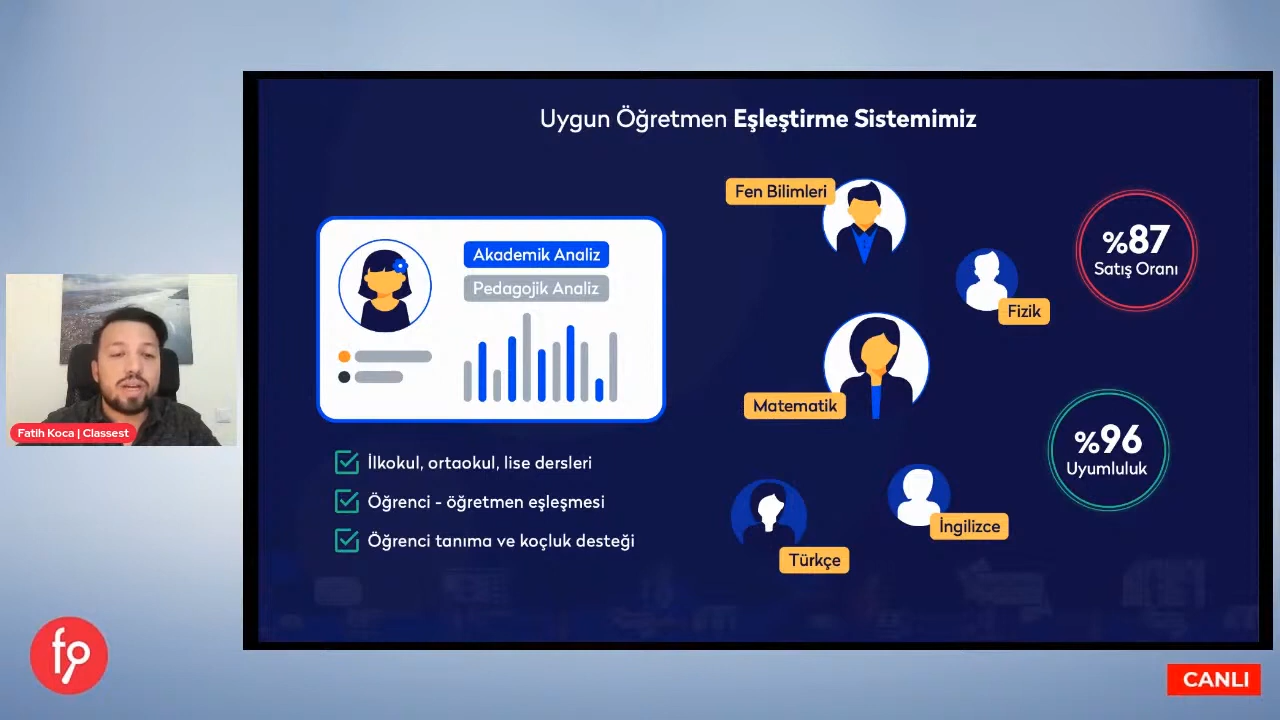 Uygun Öğretmen Eşleştirme Sistemimiz
Fen Bilimleri
Akademik Analiz
Pedagojik Analiz
%87
Satış Oranı
Fizik
Matematik
%96
Uyumluluk
İlkokul, ortaokul, lise dersleri
Öğrenci - öğretmen eşleşmesi
Öğrenci tanıma ve koçluk desteği
İngilizce
Türkçe
Fatih Koca | Classest
fp
CANLI